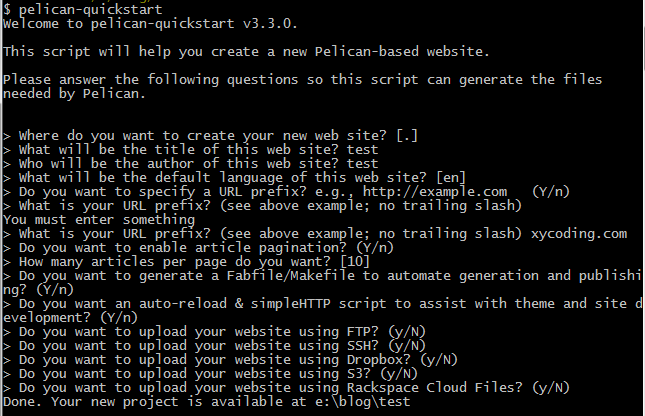 $ pelican-quickstart
Welcome to pelican-quickstart v3.3.0.
This script will help you create a new Pelican-based website.
Please answer the following questions so this script can generate the files
needed by Pelican.
> Where do you want to create your new web site? [.]
> What will be the title of this web site? test
> Who will be the author of this web site? test
> What will be the default language of this web site? [en]
> Do you want to specify a URL prefix? e.g., http://example.com   (Y/n)
> What is your URL prefix? (see above example; no trailing slash)
You must enter something
> What is your URL prefix? (see above example; no trailing slash) xycoding.com
> Do you want to enable article pagination? (Y/n)
> How many articles per page do you want? [10]
> Do you want to generate a Fabfile/Makefile to automate generation and publishi
ng? (Y/n)
> Do you want an auto-reload & simpleHTTP script to assist with theme and site d
evelopment? (Y/n)
> Do you want to upload your website using FTP? (y/N)
> Do you want to upload your website using SSH? (y/N)
> Do you want to upload your website using Dropbox? (y/N)
> Do you want to upload your website using S3? (y/N)
> Do you want to upload your website using Rackspace Cloud Files? (y/N)
Done. Your new project is available at e:\blog\test